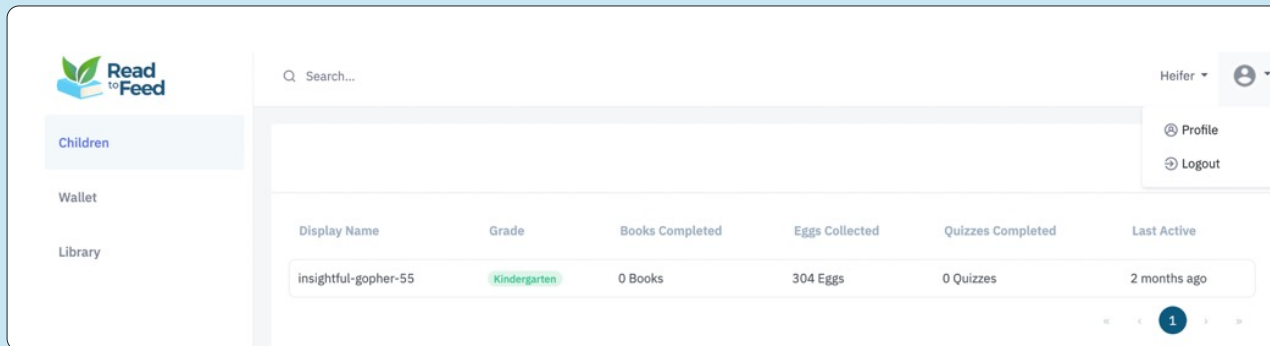 Read
to Feed
Search...
Heifer
Profile
Logout
Children
Wallet
Library
Display Name Grade Books Completed Eggs Collected Quizzes Completed Last Active
insightful-gopher-55 Kindergarten 0 Books 304 Eggs 0 Quizzes 2 months ago
« ‹ 1 › »